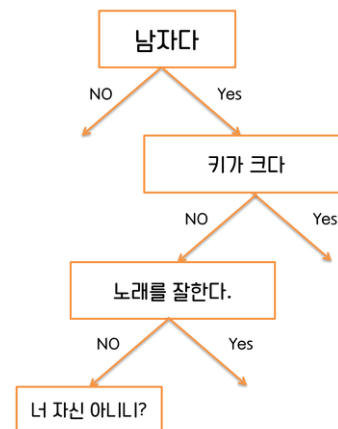 남자다
NO
Yes
키가 크다
NO
Yes
노래를 잘한다.
NO
Yes
너 자신 아니니?